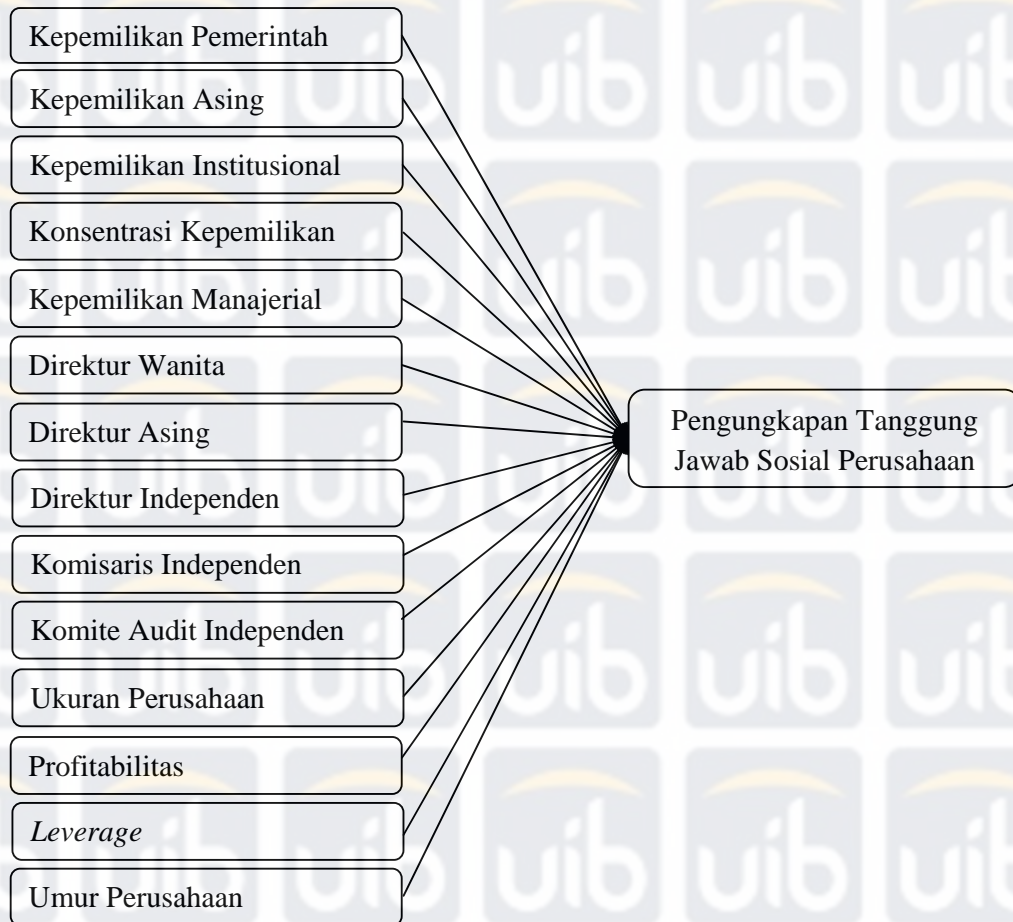 Kepemilikan Pemerintah
Kepemilikan Asing
Kepemilikan Institusional
Konsentrasi Kepemilikan
Kepemilikan Manajerial
Direktur Wanita
Direktur Asing
Direktur Independen
Komisaris Independen
Komite Audit Independen
Ukuran Perusahaan
Profitabilitas
Leverage
Umur Perusahaan
Pengungkapan Tanggung
Jawab Sosial Perusahaan